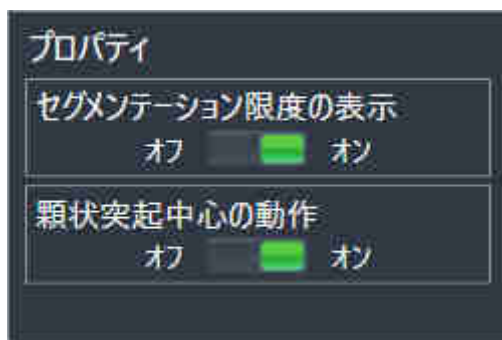 プロパティ
セグメンテーション限度の表示
オフ オン
顆状突起中心の動作
オフ オン